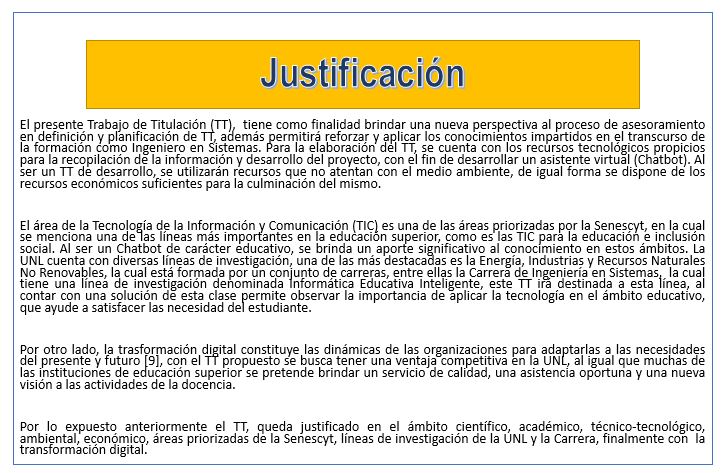 Justificación
El presente Trabajo de Titulación (TT),  tiene como finalidad brindar una nueva perspectiva al proceso de asesoramiento
en definición y planificación de TT, además permitirá reforzar y aplicar los conocimientos impartidos en el transcurso de
la formación como Ingeniero en Sistemas. Para la elaboración del TT, se cuenta con los recursos tecnológicos propicios
para la recopilación de la información y desarrollo del proyecto, con el fin de desarrollar un asistente virtual (Chatbot). Al
ser un TT de desarrollo, se utilizarán recursos que no atentan con el medio ambiente, de igual forma se dispone de los
recursos económicos suficientes para la culminación del mismo.
El área de la Tecnología de la Información y Comunicación (TIC) es una de las áreas priorizadas por la Senescyt, en la cual
se menciona una de las líneas más importantes en la educación superior, como es las TIC para la educación e inclusión
social. Al ser un Chatbot de carácter educativo, se brinda un aporte significativo al conocimiento en estos ámbitos. La
UNL cuenta con diversas líneas de investigación, una de las más destacadas es la Energía, Industrias y Recursos Naturales
No Renovables, la cual está formada por un conjunto de carreras, entre ellas la Carrera de Ingeniería en Sistemas,  la cual
tiene una línea de investigación denominada Informática Educativa Inteligente, este TT irá destinada a esta línea, al
contar con una solución de esta clase permite observar la importancia de aplicar la tecnología en el ámbito educativo,
que ayude a satisfacer las necesidad del estudiante.
Por otro lado, la trasformación digital constituye las dinámicas de las organizaciones para adaptarlas a las necesidades
del presente y futuro [9], con el TT propuesto se busca tener una ventaja competitiva en la UNL, al igual que muchas de
las instituciones de educación superior se pretende brindar un servicio de calidad, una asistencia oportuna y una nueva
visión a las actividades de la docencia.
Por lo expuesto anteriormente el TT, queda justificado en el ámbito científico, académico, técnico-tecnológico,
ambiental, económico, áreas priorizadas de la Senescyt, líneas de investigación de la UNL y la Carrera, finalmente con  la
transformación digital.